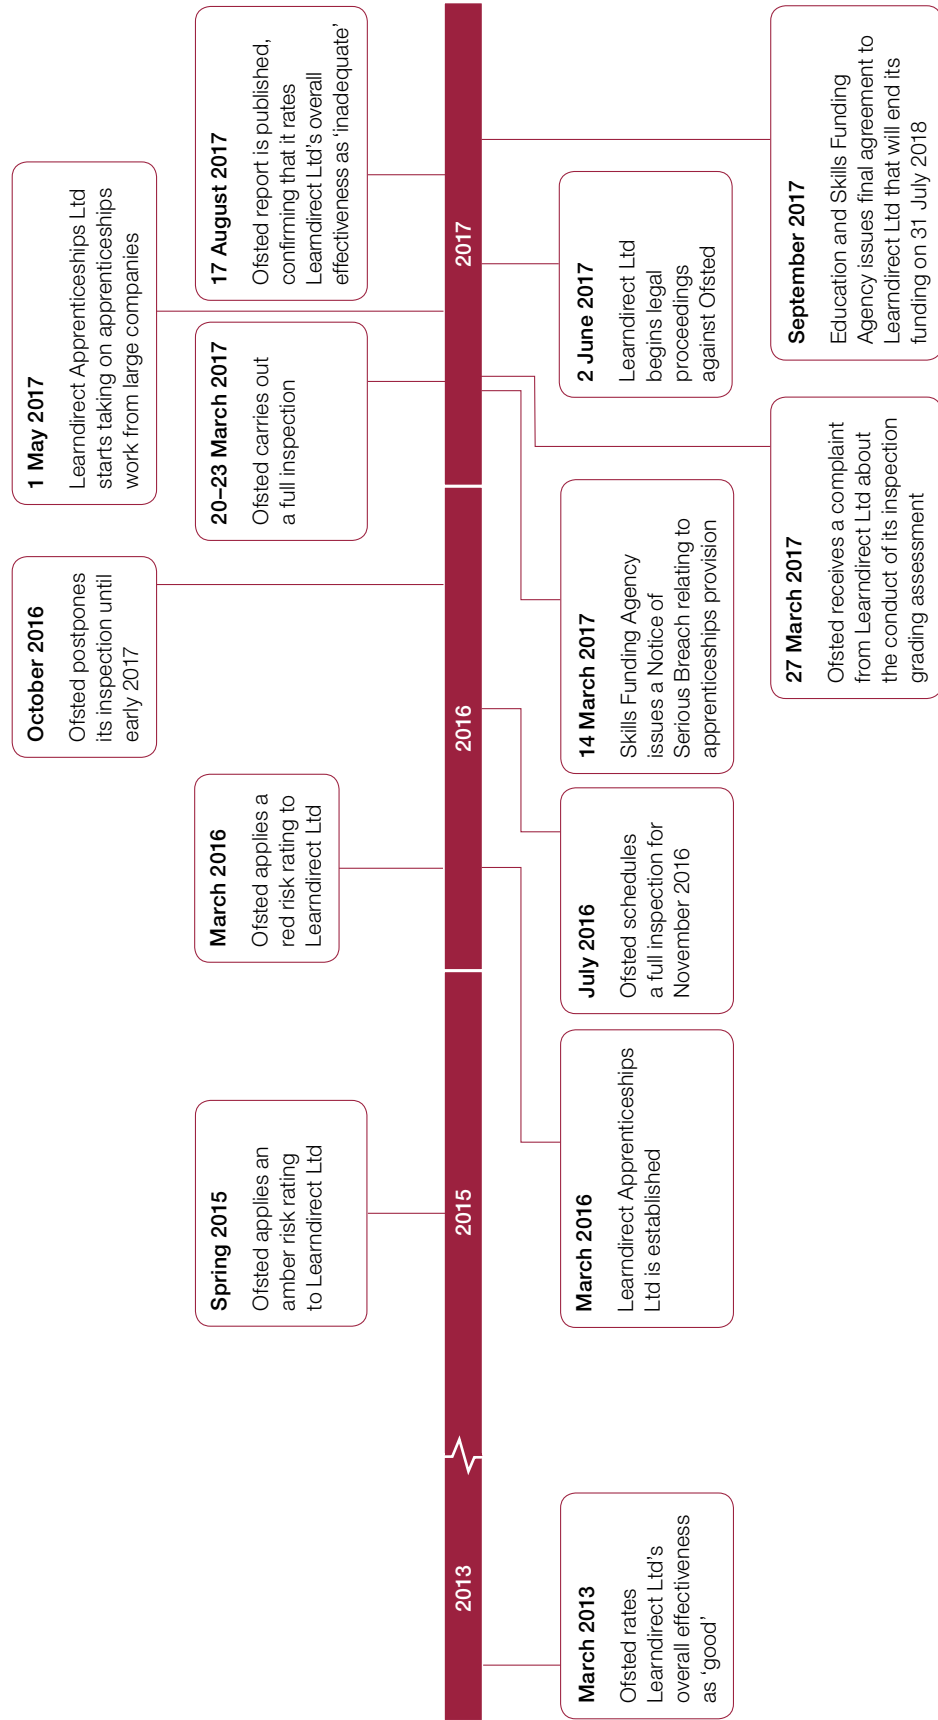 March 2013
Ofsted rates
Learndirect Ltd’s
overall effectiveness
as ‘good’
Spring 2015
Ofsted applies an
amber risk rating
to Learndirect Ltd
March 2016
Learndirect Apprenticeships
Ltd is established
March 2016
Ofsted applies a
red risk rating to
Learndirect Ltd
July 2016
Ofsted schedules
a full inspection for
November 2016
October 2016
Ofsted postpones
its inspection until
early 2017
14 March 2017
Skills Funding Agency
issues a Notice of
Serious Breach relating to
apprenticeships provision
20–23 March 2017
Ofsted carries out
a full inspection
27 March 2017
Ofsted receives a complaint
from Learndirect Ltd about
the conduct of its inspection
grading assessment
1 May 2017
Learndirect Apprenticeships Ltd
starts taking on apprenticeships
work from large companies
2 June 2017
Learndirect Ltd
begins legal
proceedings
against Ofsted
17 August 2017
Ofsted report is published,
confirming that it rates
Learndirect Ltd’s overall
effectiveness as ‘inadequate’
September 2017
Education and Skills Funding
Agency issues final agreement to
Learndirect Ltd that will end its
funding on 31 July 2018
2013
2015
2016
2017